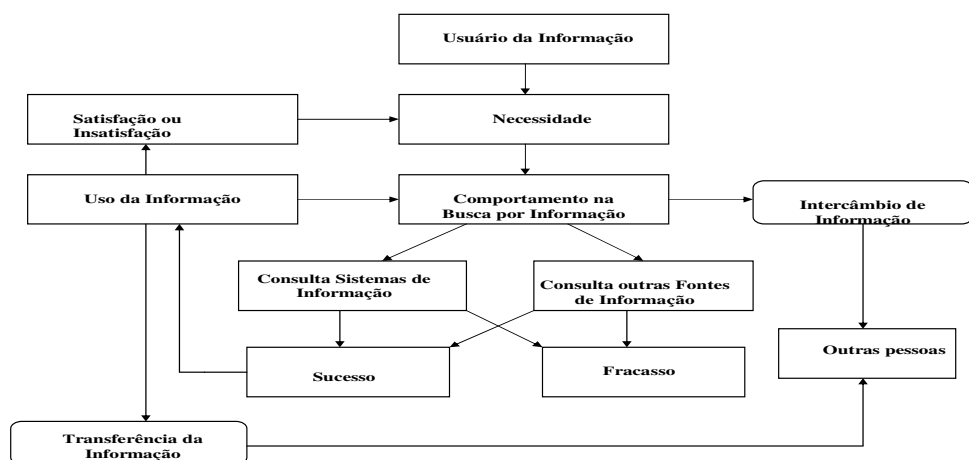 Usuário da Informação
Satisfação ou
Insatisfação
Necessidade
Uso da Informação
Comportamento na
Busca por Informação
Intercâmbio de
Informação
Consulta Sistemas de
Informação
Consulta outras Fontes
de Informação
Outras pessoas
Sucesso
Fracasso
Transferência da
Informação